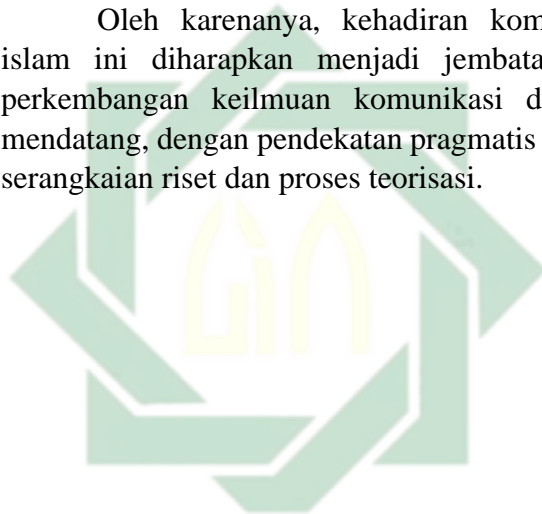 Oleh karenanya, kehadiran kom
islam ini diharapkan menjadi jembata
perkembangan keilmuan komunikasi d
mendatang, dengan pendekatan pragmatis
serangkaian riset dan proses teorisasi.